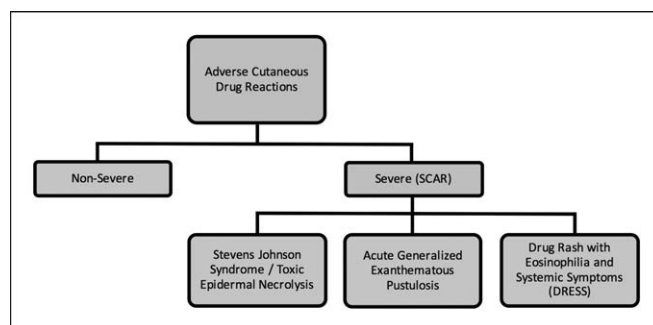 Adverse Cutaneous
Drug Reactions
Non-Severe
Severe (SCAR)
Stevens Johnson
Syndrome / Toxic
Epidermal Necrolysis
Acute Generalized
Exanthematous
Pustulosis
Drug Rash with
Eosinophilia and
Systemic Symptoms
(DRESS)